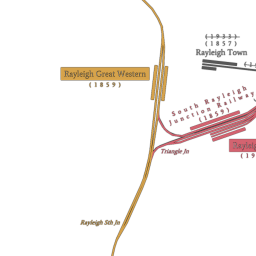 (1933)
(1857)
Rayleigh Town
Rayleigh Great Western
(1859)
South Rayleigh
Junction Railway
(1859)
Triangle Jn
Rayleigh Sth Jn